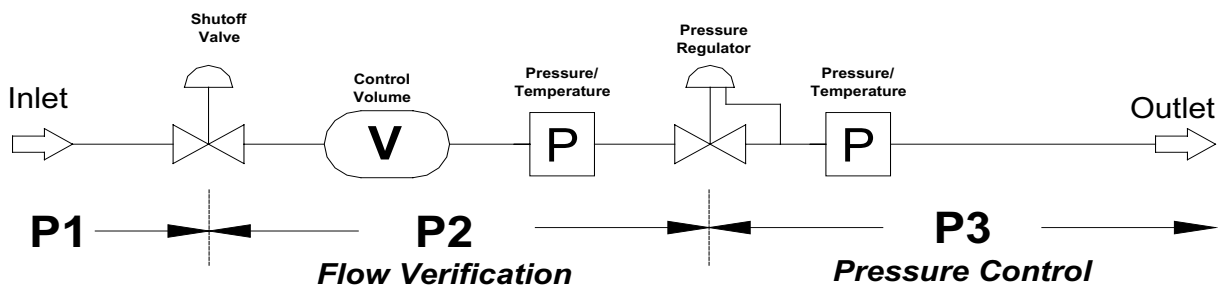 Shutoff
Valve
Pressure
Regulator
Control
Volume
Pressure/
Temperature
Pressure/
Temperature
Inlet
Outlet
V
P
P
P1
P2
P3
Flow Verification
Pressure Control